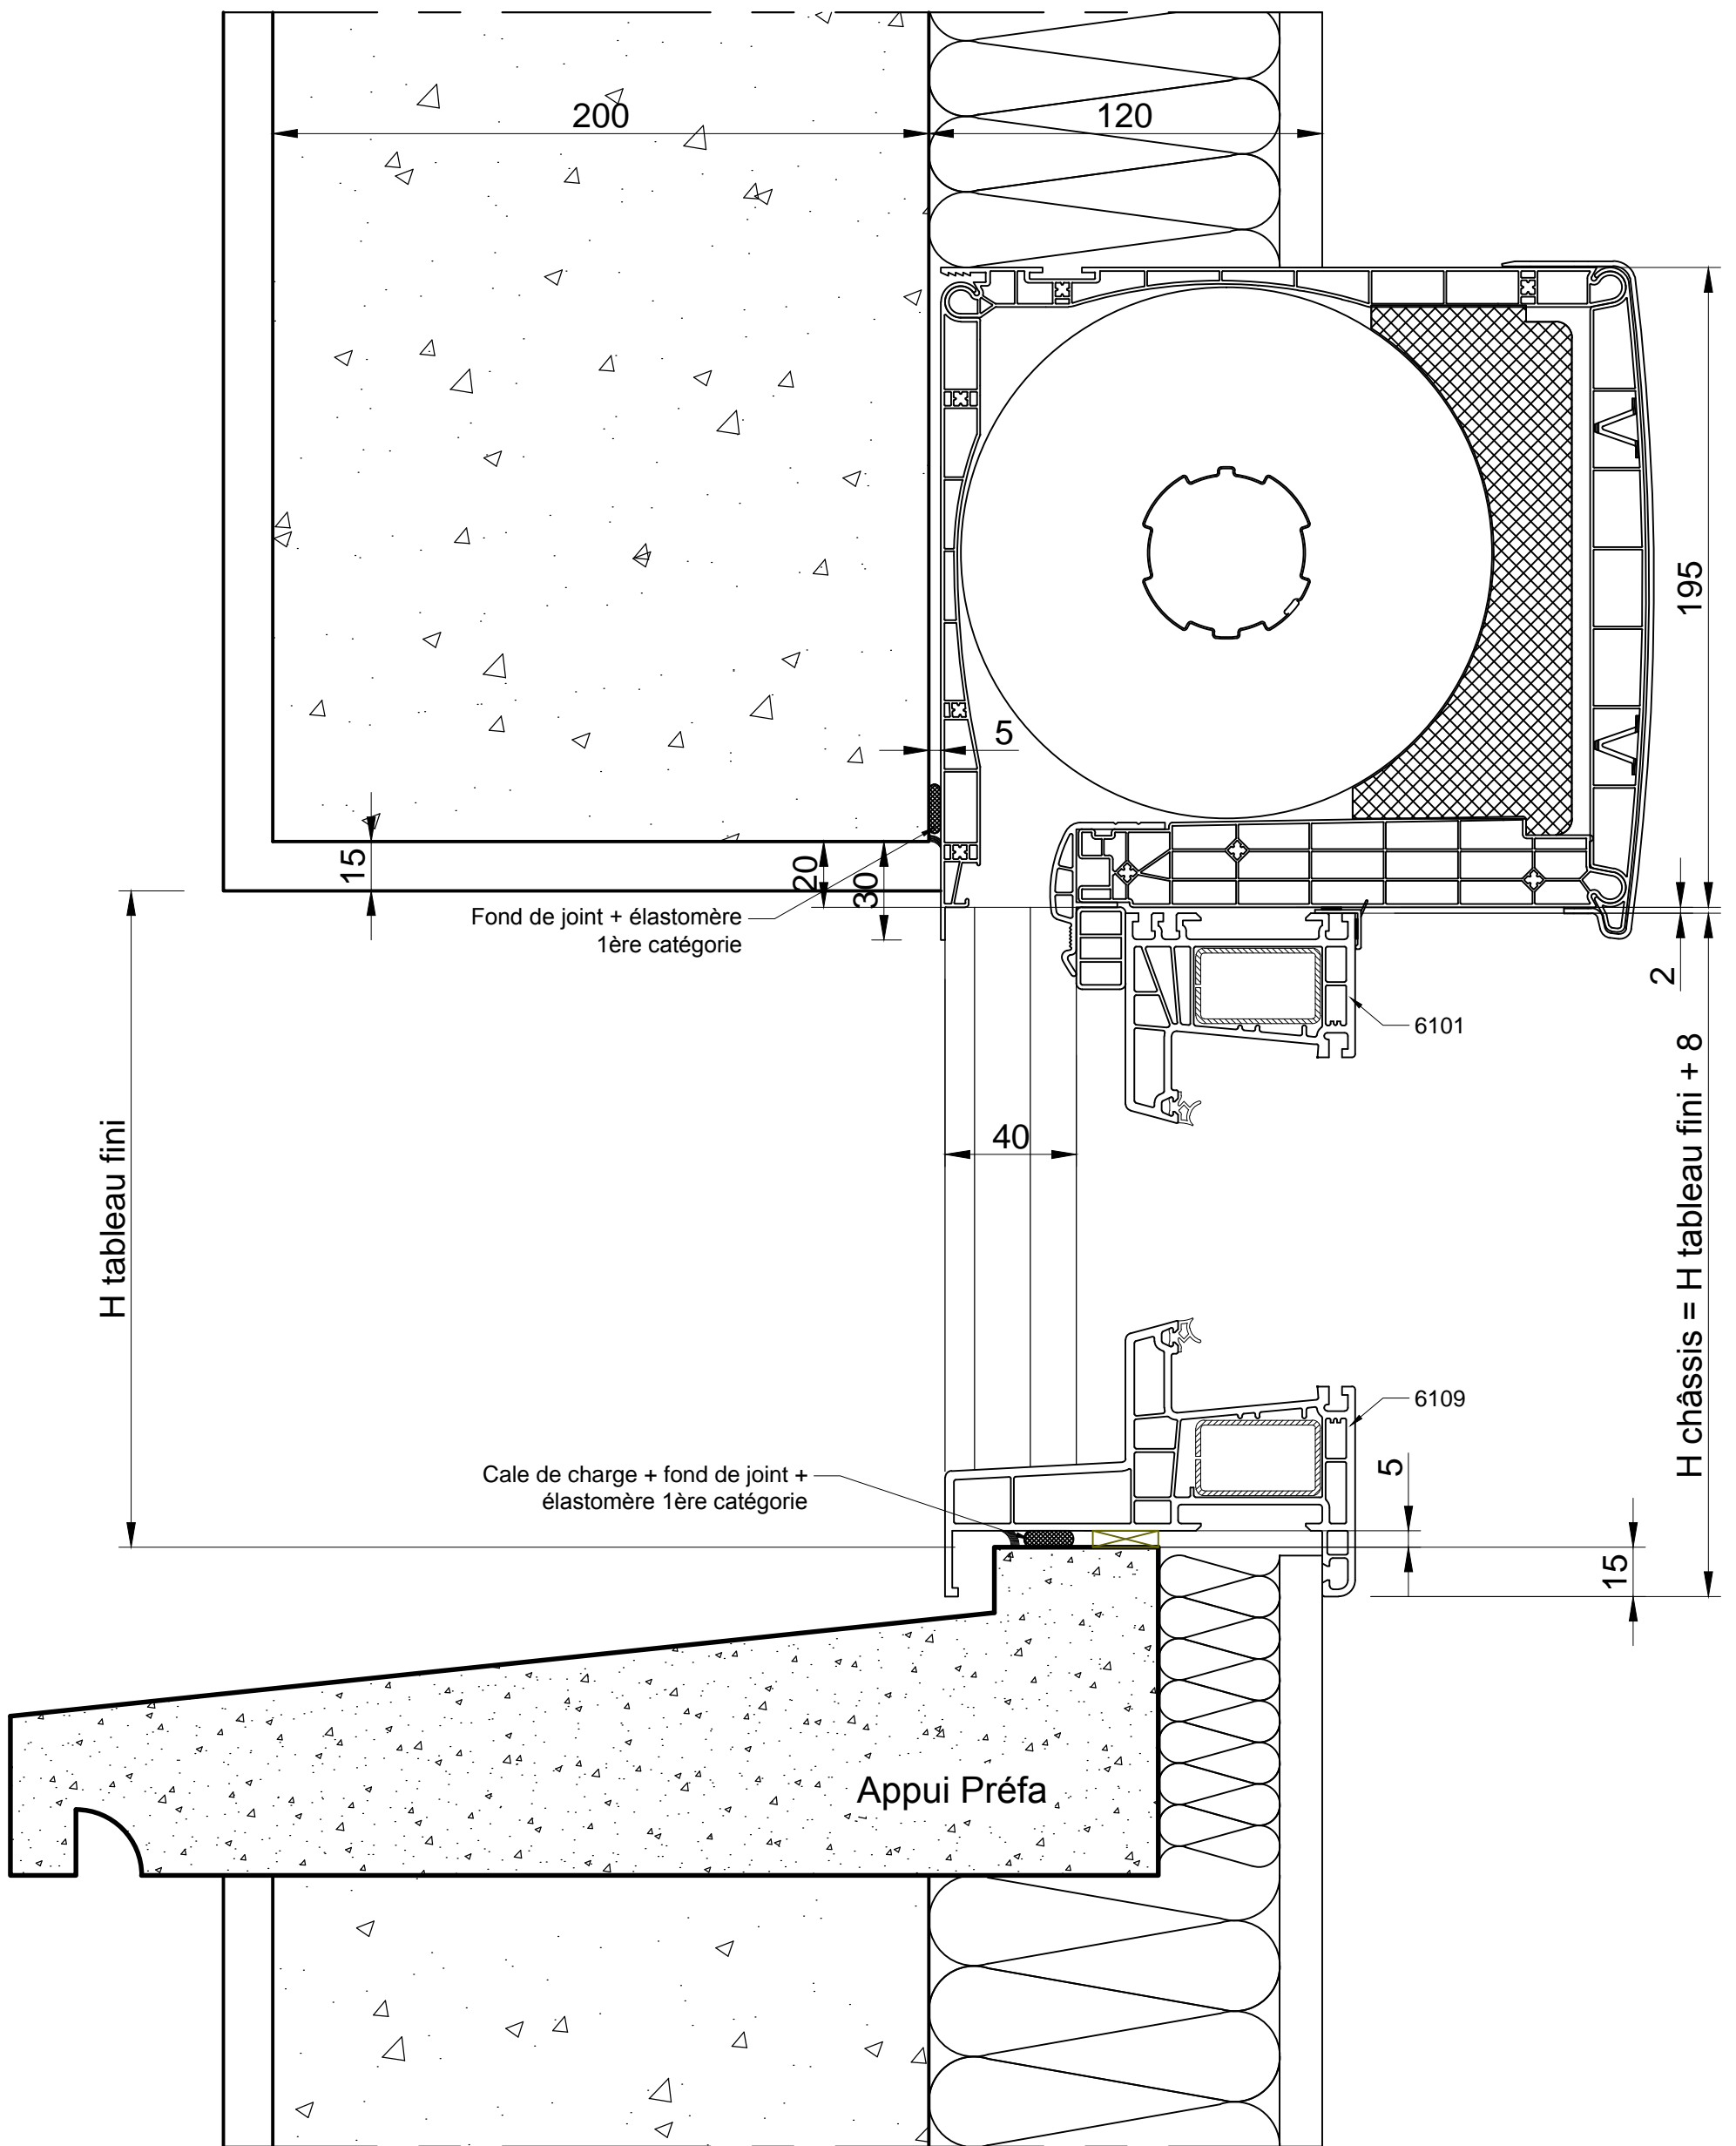 200
120
195
5
15
20
30
Fond de joint + élastomère
1ère catégorie
2
6101
H tableau fini
40
H châssis = H tableau fini + 8
6109
Cale de charge + fond de joint +
élastomère 1ère catégorie
5
15
Appui Préfa